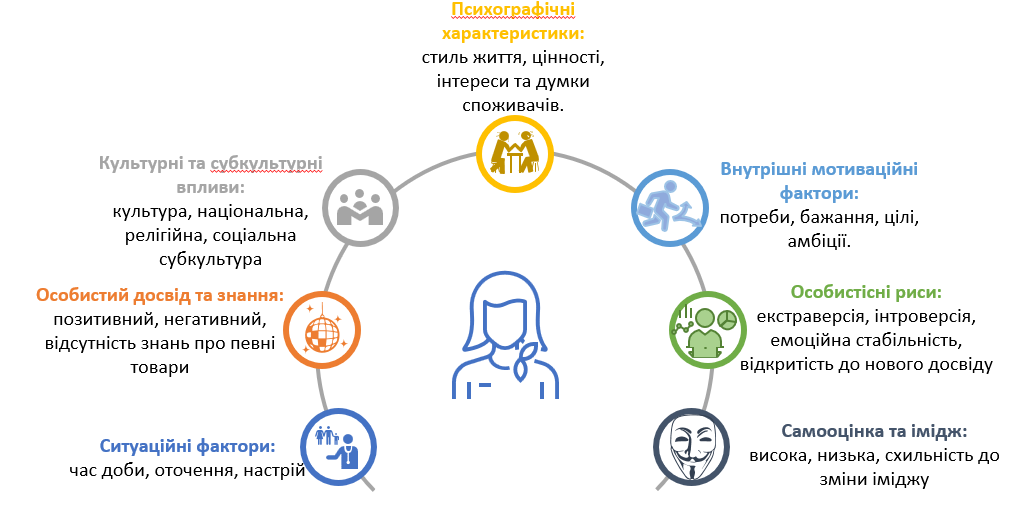 Психографічні
характеристики:
стиль життя, цінності,
інтереси та думки
споживачів.
Культурні та субкультурні
впливи:
культура, національна,
релігійна, соціальна
субкультура
Внутрішні мотиваційні
фактори:
потреби, бажання, цілі,
амбіції.
Особистий досвід та знання:
позитивний, негативний,
відсутність знань про певні
товари
Особистісні риси:
екстраверсія, інтроверсія,
емоційна стабільність,
відкритість до нового досвіду
Ситуаційні фактори:
час доби, оточення, настрій
Самооцінка та імідж:
висока, низька, схильність до
зміни іміджу